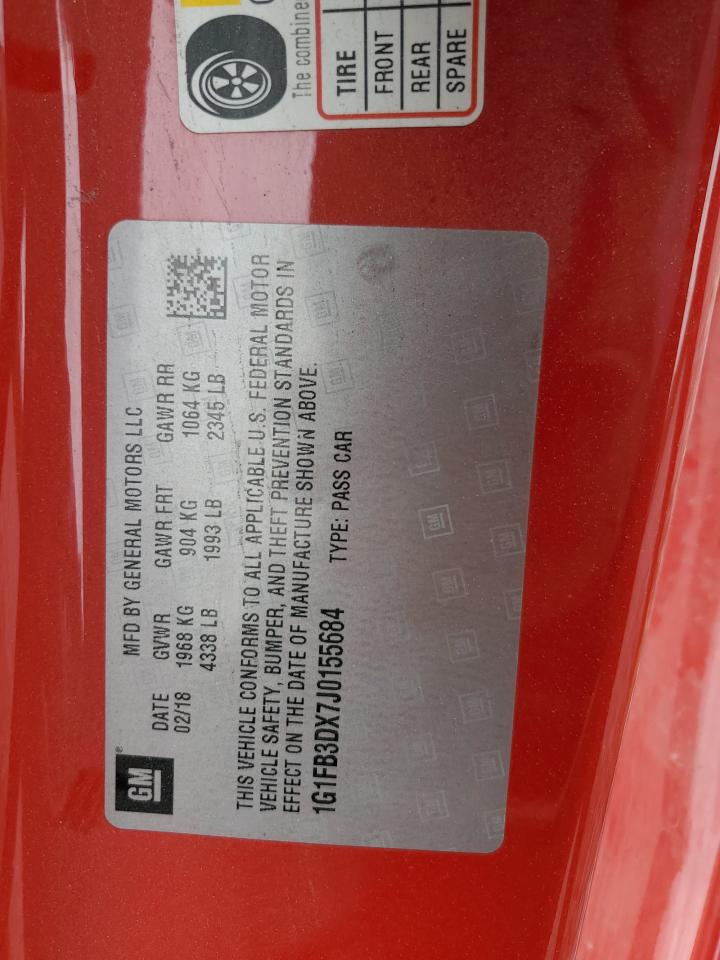 The combine
TIRE
FRONT
REAR
SPARE
GM®
MFD BY GENERAL MOTORS LLC
DATE GVWR GAWR FRT GAWR RR
02/18 1968 KG 904 KG 1064 KG
4338 LB 1993 LB 2345 LB
THIS VEHICLE CONFORMS TO ALL APPLICABLE U.S. FEDERAL MOTOR
VEHICLE SAFETY, BUMPER, AND THEFT PREVENTION STANDARDS IN
EFFECT ON THE DATE OF MANUFACTURE SHOWN ABOVE.
1G1FB3DX7J0155684 TYPE: PASS CAR